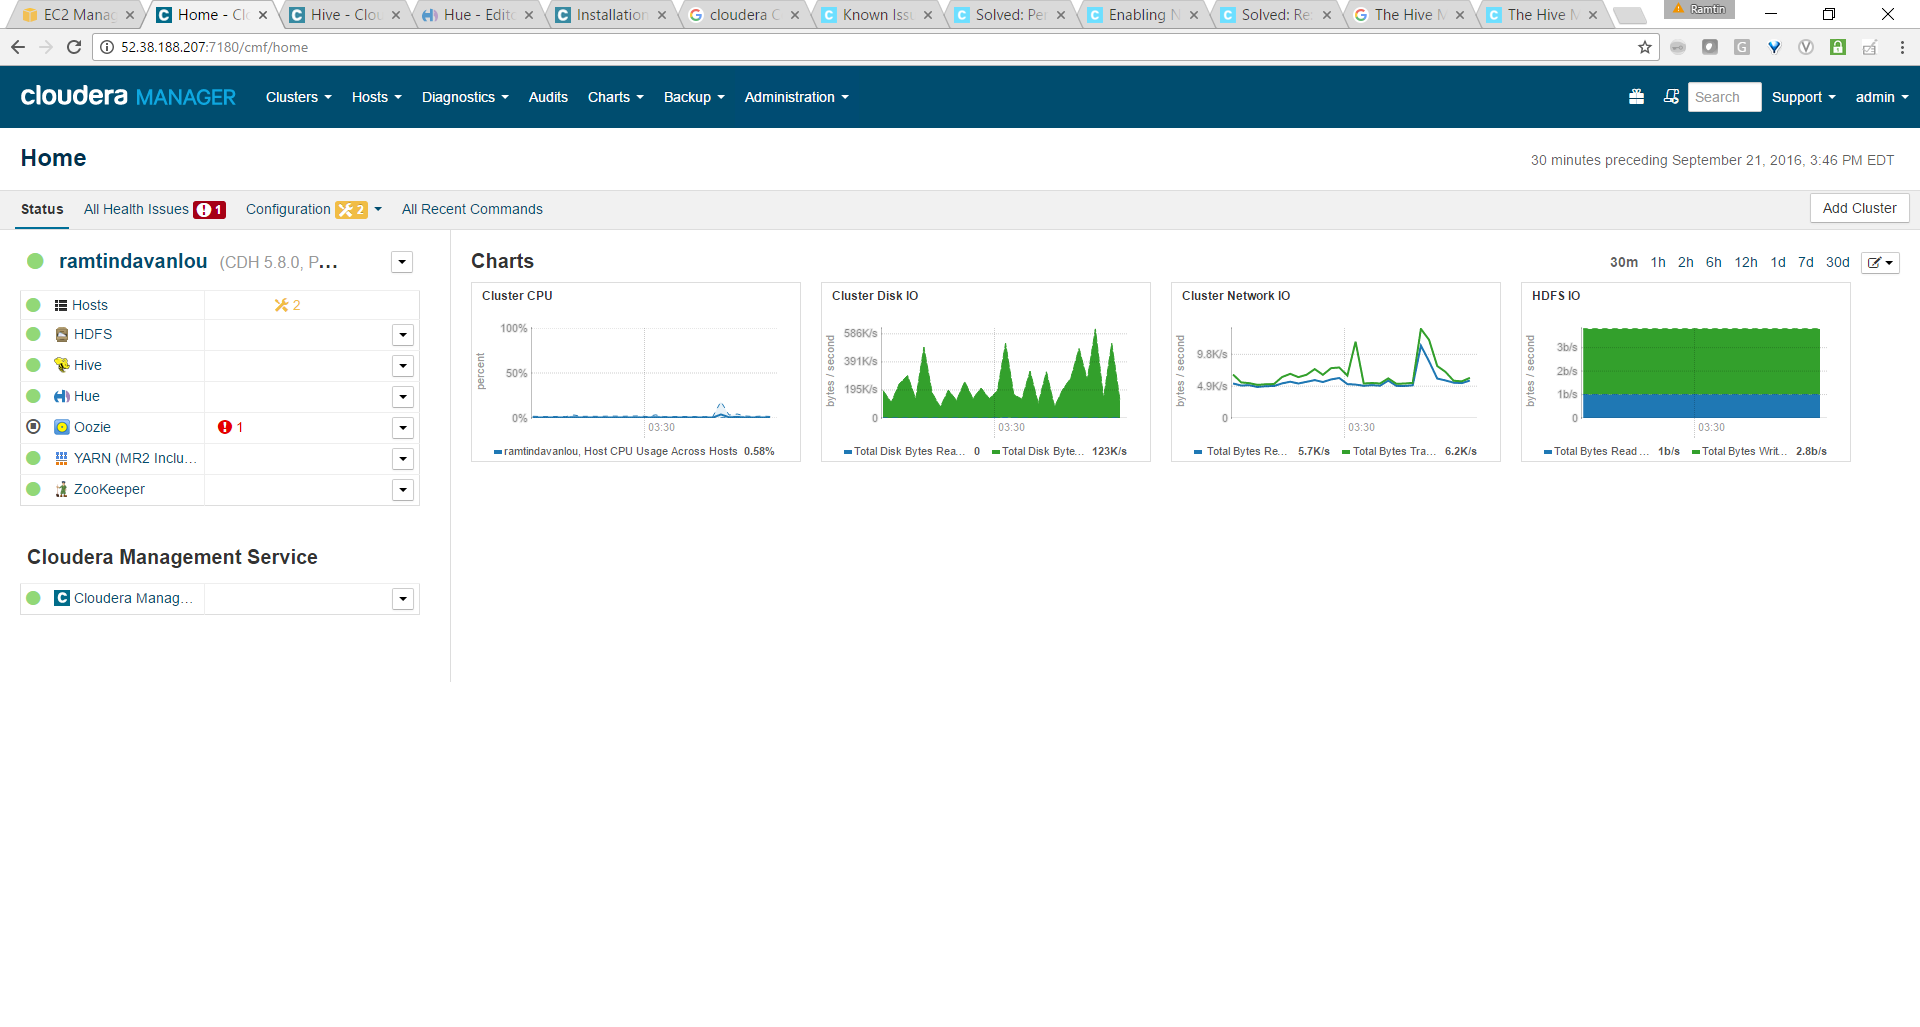 EC2 Manag
Home - Clo
Hive - Clou
Hue - Edito
Installation
cloudera C
Known Issu
Solved: Per
Enabling N
Solved: Re:
The Hive M
The Hive M
Ramtin
52.38.188.207:7180/cmf/home
cloudera MANAGER Clusters Hosts Diagnostics Audits Charts Backup Administration Search Support admin
Home
30 minutes preceding September 21, 2016, 3:46 PM EDT
Status All Health Issues 1 Configuration 2 All Recent Commands Add Cluster
ramtindavanlou (CDH 5.8.0, P...
Hosts 2
HDFS
Hive
Hue
Oozie 1
YARN (MR2 Inclu...
ZooKeeper
Cloudera Management Service
Cloudera Manag...
Charts
30m 1h 2h 6h 12h 1d 7d 30d
Cluster CPU
percent
100%
50%
0%
03:30
ramtindavanlou, Host CPU Usage Across Hosts 0.58%
Cluster Disk IO
bytes / second
586K/s
391K/s
195K/s
0
03:30
Total Disk Bytes Rea... 0 Total Disk Byte... 123K/s
Cluster Network IO
bytes / second
9.8K/s
4.9K/s
0
03:30
Total Bytes Re... 5.7K/s Total Bytes Tra... 6.2K/s
HDFS IO
bytes / second
3b/s
2b/s
1b/s
0
03:30
Total Bytes Read ... 1b/s Total Bytes Writ... 2.8b/s